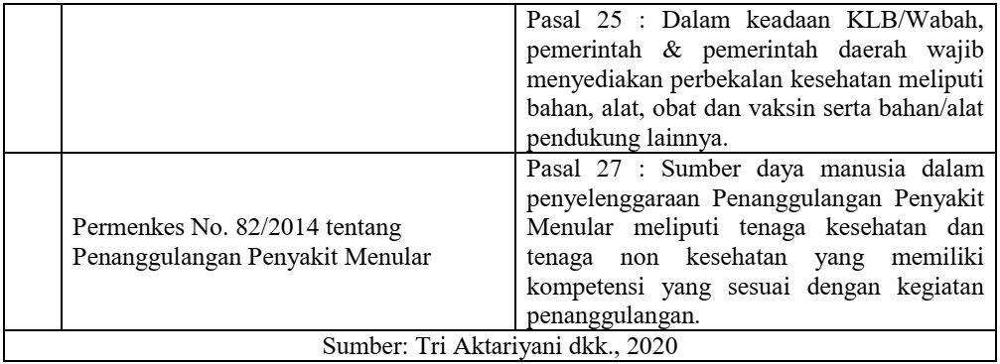 Pasal 25 : Dalam keadaan KLB/Wabah,
pemerintah & pemerintah daerah wajib
menyediakan perbekalan kesehatan meliputi
bahan, alat, obat dan vaksin serta bahan/alat
pendukung lainnya.
Permenkes No. 82/2014 tentang
Penanggulangan Penyakit Menular
Pasal 27 : Sumber daya manusia dalam
penyelenggaraan Penanggulangan Penyakit
Menular meliputi tenaga kesehatan dan
tenaga non kesehatan yang memiliki
kompetensi yang sesuai dengan kegiatan
penanggulangan.
Sumber: Tri Aktariyani dkk., 2020